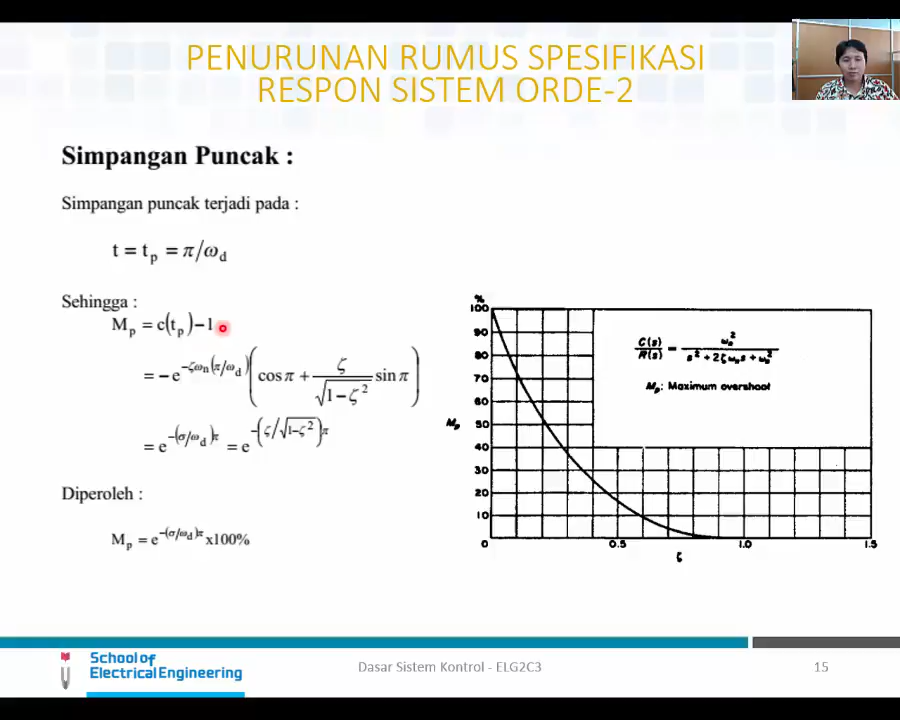 PENURUNAN RUMUS SPESIFIKASI
RESPON SISTEM ORDE-2
Simpangan Puncak :
Simpangan puncak terjadi pada :
t = t_p = π/ω_d
Sehingga :
M_p = c(t_p) − 1
= −e^{−ζω_n(π/ω_d)} (cos π + ζ/√(1−ζ²) sin π)
= e^{−(σ/ω_d)π} = e^{−(ζ/√(1−ζ²))π}
Diperoleh :
M_p = e^{−(σ/ω_d)π} x100%
%
100
90
80
70
60
50
40
30
20
10
0
M_p
C(s)/R(s) = ω_n²/(s² + 2ζω_n s + ω_n²)
M_p: Maximum overshoot
0.5
1.0
1.5
ζ
School of
Electrical Engineering
Dasar Sistem Kontrol - ELG2C3
15